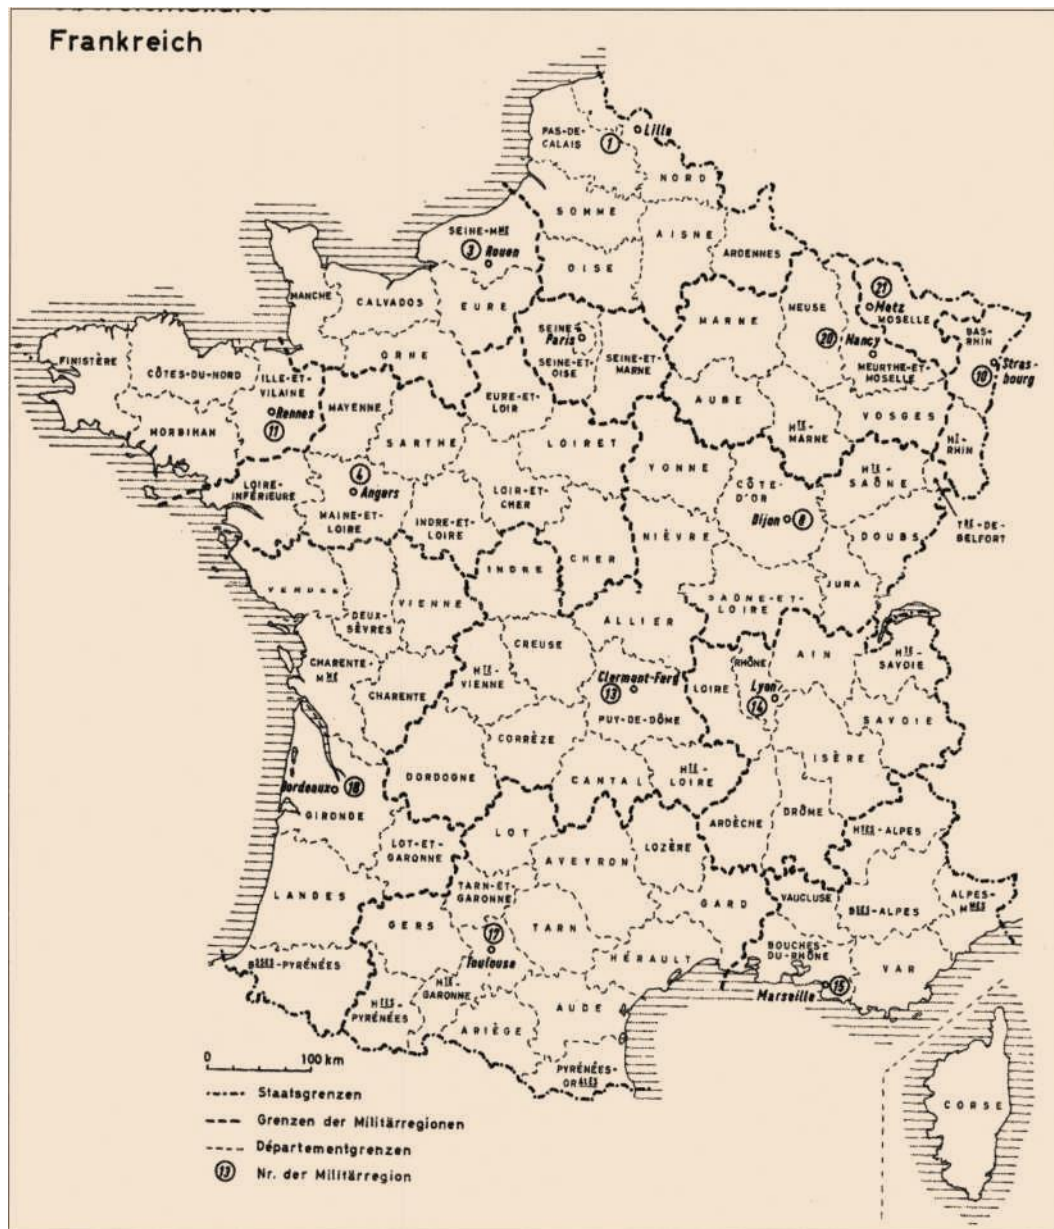 Frankreich
Lille
PAS-DE-
CALAIS
1
NORD
SOMME
SEINE-MME
AISNE
3
Rouen
OISE
ARDENNES
MANCHE
CALVADOS
EURE
21
Metz
MOSELLE
MEUSE
MARNE
SEINE
Paris
20
Nancy
BAS-
RHIN
SEINE-ET-
OISE
SEINE-ET-
MARNE
ORNE
MEURTHE-ET-
MOSELLE
10
Stras-
bourg
FINISTÈRE
CÔTES-DU-NORD
ILLE-ET-
VILAINE
Rennes
11
MAYENNE
EURE-ET-
LOIR
AUBE
HTE-
MARNE
VOSGES
MORBIHAN
SARTHE
LOIRET
HT-
RHIN
YONNE
CÔTE-
D'OR
HTE-
SAÔNE
4
Angers
LOIRE-
INFÉRIEURE
LOIR-ET-
CHER
MAINE-ET-
LOIRE
INDRE-ET-
LOIRE
Dijon
8
TRE-DE-
BELFORT
NIÈVRE
DOUBS
CHER
INDRE
VENDÉE
DEUX-
SÈVRES
VIENNE
JURA
SAÔNE-ET-
LOIRE
ALLIER
CREUSE
CHARENTE-
MME
CHARENTE
HTE-
VIENNE
Clermont-Ferd
13
PUY-DE-DÔME
RHÔNE
LOIRE
Lyon
14
AIN
HTE-
SAVOIE
SAVOIE
CORRÈZE
ISÈRE
DORDOGNE
CANTAL
HTE-
LOIRE
Bordeaux
18
GIRONDE
ARDÈCHE
DRÔME
HTES-ALPES
LOT-ET-
GARONNE
LOT
AVEYRON
LOZÈRE
LANDES
TARN-ET-
GARONNE
GARD
VAUCLUSE
BSES-ALPES
ALPES-
MMES
GERS
TARN
17
Toulouse
HÉRAULT
BOUCHES-
DU-RHÔNE
VAR
BSSES-PYRÉNÉES
15
Marseille
HTE-
GARONNE
HTES-
PYRÉNÉES
ARIÈGE
AUDE
PYRÉNÉES-
ORALES
CORSE
0 100 km
Staatsgrenzen
Grenzen der Militärregionen
Départementgrenzen
13 Nr. der Militärregion